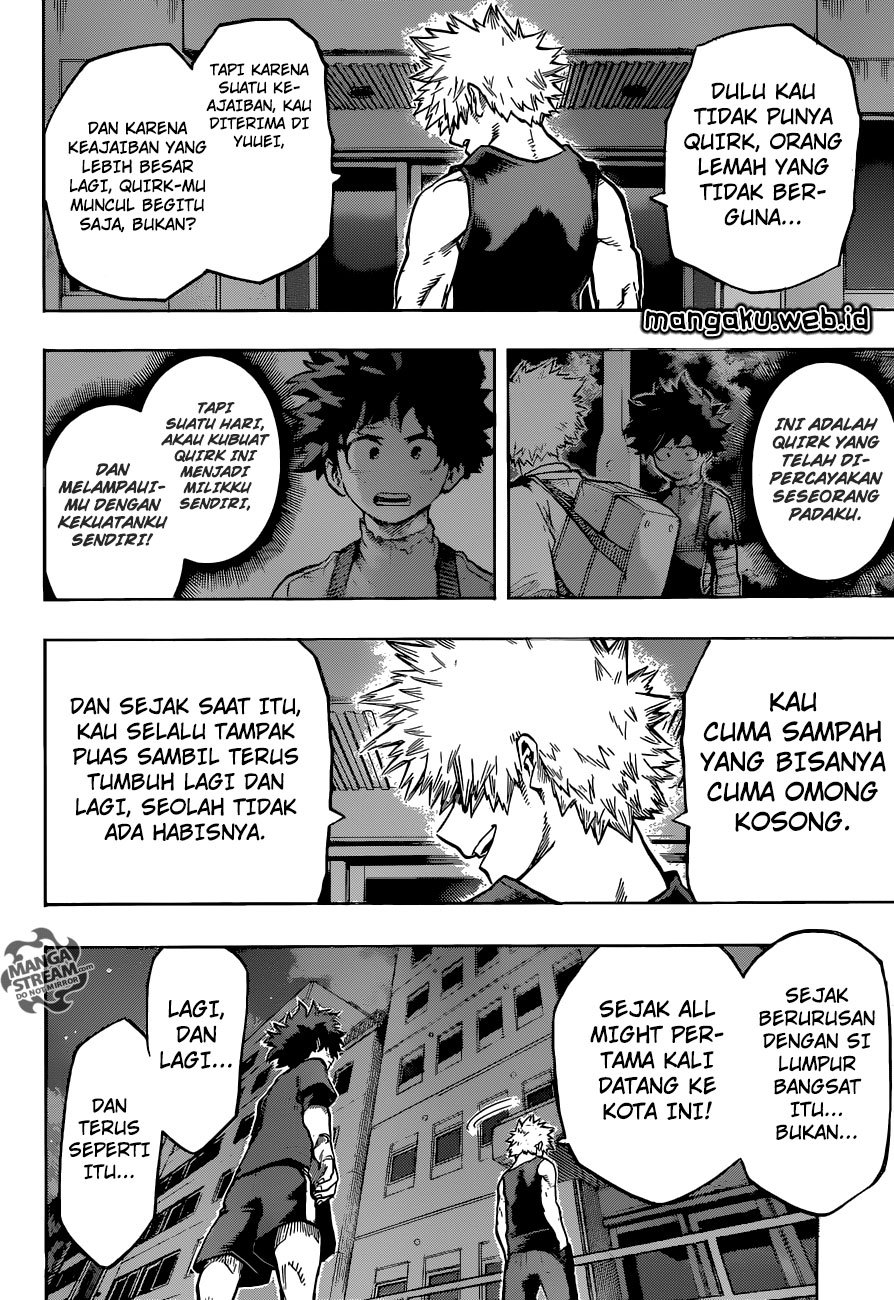 DULU KAU
TIDAK PUNYA
QUIRK, ORANG
LEMAH YANG
TIDAK BER-
GUNA...
TAPI KARENA
SUATU KE-
AJAIBAN, KAU
DITERIMA DI
YUUEI,
DAN KARENA
KEAJAIBAN YANG
LEBIH BESAR
LAGI, QUIRK-MU
MUNCUL BEGITU
SAJA, BUKAN?
mangaku.web.id
INI ADALAH
QUIRK YANG
TELAH DI-
PERCAYAKAN
SESEORANG
PADAKU.
TAPI
SUATU HARI,
AKAU KUBUAT
QUIRK INI
MENJADI
MILIKKU
SENDIRI,
DAN
MELAMPAUI-
MU DENGAN
KEKUATANKU
SENDIRI!
KAU
CUMA SAMPAH
YANG BISANYA
CUMA OMONG
KOSONG.
DAN SEJAK SAAT ITU,
KAU SELALU TAMPAK
PUAS SAMBIL TERUS
TUMBUH LAGI DAN
LAGI, SEOLAH TIDAK
ADA HABISNYA.
SEJAK
BERURUSAN
DENGAN SI
LUMPUR
BANGSAT
ITU...
BUKAN...
SEJAK ALL
MIGHT PER-
TAMA KALI
DATANG KE
KOTA INI!
LAGI,
DAN
LAGI...
DAN
TERUS
SEPERTI
ITU...
MANGA
STREAM.com
DO NOT MIRROR